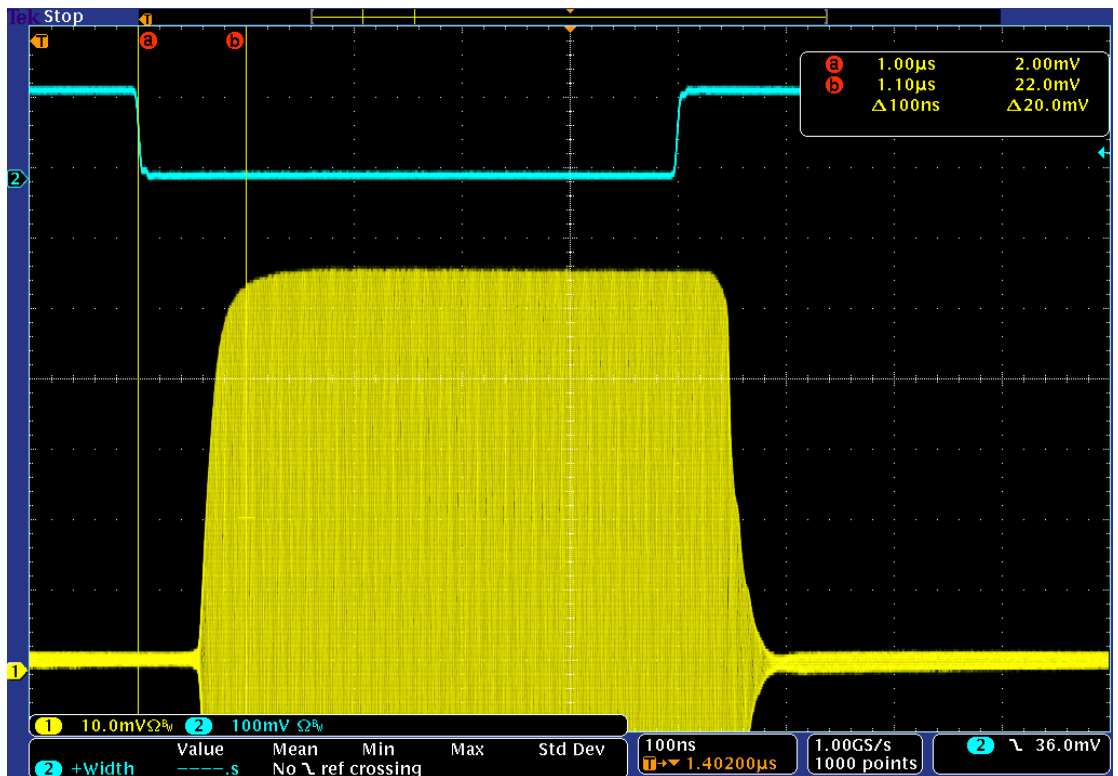 Tek Stop
T
T a b
a 1.00µs 2.00mV
b 1.10µs 22.0mV
Δ100ns Δ20.0mV
2
1
1 10.0mVΩBW 2 100mV ΩBW
Value Mean Min Max Std Dev
2 +Width ----.s No ⅂ ref crossing
100ns
T→▼ 1.40200µs
1.00GS/s
1000 points
2 ⅂ 36.0mV